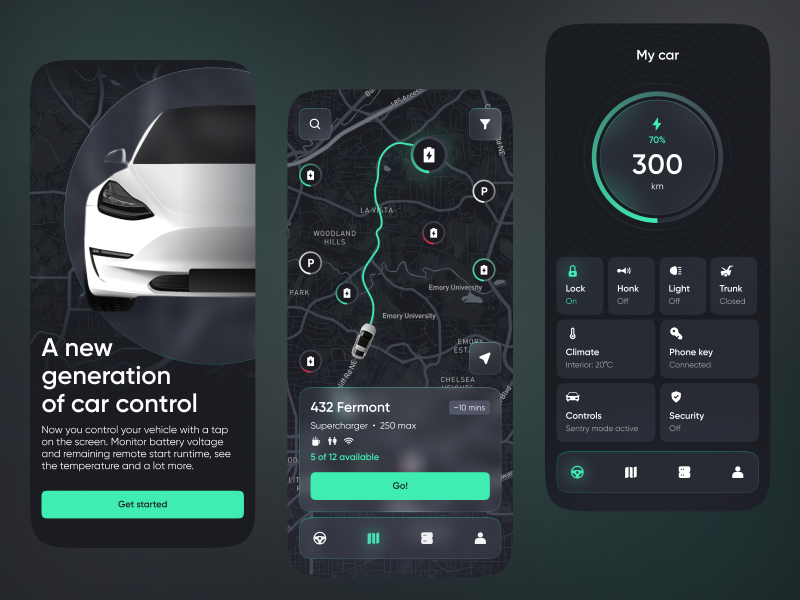 A new
generation
of car control
Now you control your vehicle with a tap
on the screen. Monitor battery voltage
and remaining remote start runtime, see
the temperature and a lot more.
Get started
P
LA VISTA
WOODLAND
HILLS
P
PARK
Emory University
Emory University
EMORY
EST
CHELSEA
HEIGHTS
432 Fermont
~10 mins
Supercharger • 250 max
5 of 12 available
Go!
My car
70%
300
km
Lock
On
Honk
Off
Light
Off
Trunk
Closed
Climate
Interior: 20°C
Phone key
Connected
Controls
Sentry mode active
Security
Off